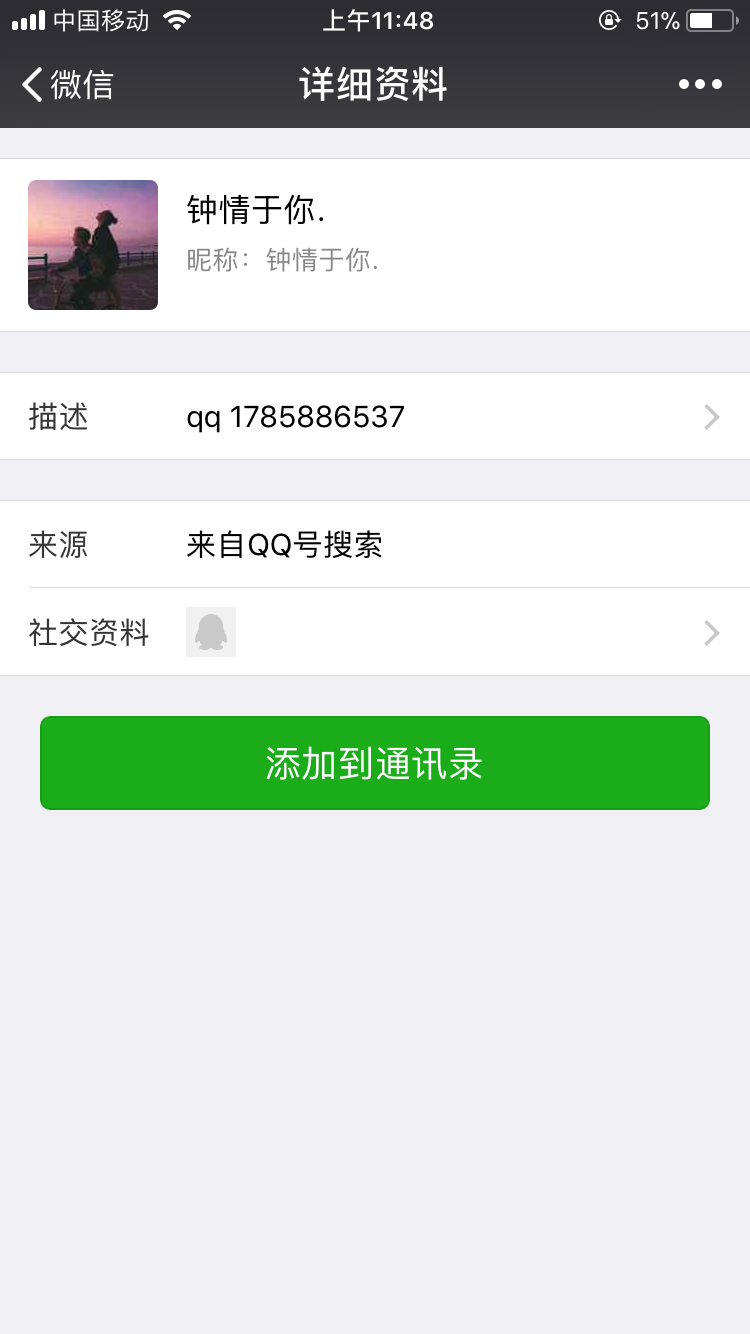 中国移动 上午11:48 51%
微信 详细资料
钟情于你.
昵称：钟情于你.
描述 qq 1785886537
来源 来自QQ号搜索
社交资料
添加到通讯录